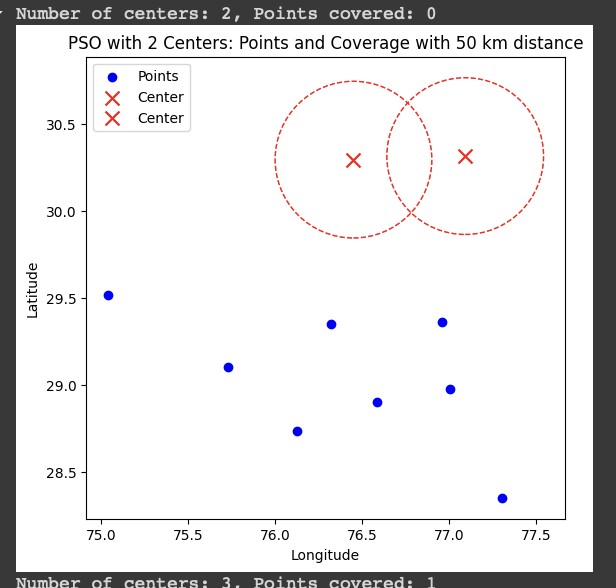 Number of centers: 2, Points covered: 0
PSO with 2 Centers: Points and Coverage with 50 km distance
Points
Center
Center
Latitude
30.5
30.0
29.5
29.0
28.5
75.0 75.5 76.0 76.5 77.0 77.5
Longitude
Number of centers: 3, Points covered: 1